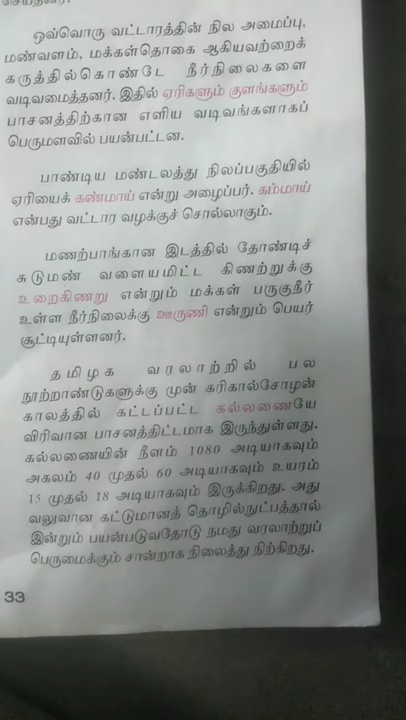 செய்தனர்.
ஒவ்வொரு வட்டாரத்தின் நில அமைப்பு,
மண்வளம், மக்கள்தொகை ஆகியவற்றைக்
கருத்தில்கொண்டே நீர்நிலைகளை
வடிவமைத்தனர். இதில் ஏரிகளும் குளங்களும்
பாசனத்திற்கான எளிய வடிவங்களாகப்
பெருமளவில் பயன்பட்டன.
பாண்டிய மண்டலத்து நிலப்பகுதியில்
ஏரியைக் கண்மாய் என்று அழைப்பர். கம்மாய்
என்பது வட்டார வழக்குச் சொல்லாகும்.
மணற்பாங்கான இடத்தில் தோண்டிச்
சுடுமண் வளையமிட்ட கிணற்றுக்கு
உறைகிணறு என்றும் மக்கள் பருகுநீர்
உள்ள நீர்நிலைக்கு ஊருணி என்றும் பெயர்
சூட்டியுள்ளனர்.
தமிழக வரலாற்றில் பல
நூற்றாண்டுகளுக்கு முன் கரிகால்சோழன்
காலத்தில் கட்டப்பட்ட கல்லணையே
விரிவான பாசனத்திட்டமாக இருந்துள்ளது.
கல்லணையின் நீளம் 1080 அடியாகவும்
அகலம் 40 முதல் 60 அடியாகவும் உயரம்
15 முதல் 18 அடியாகவும் இருக்கிறது. அது
வலுவான கட்டுமானத் தொழில்நுட்பத்தால்
இன்றும் பயன்படுவதோடு நமது வரலாற்றுப்
பெருமைக்கும் சான்றாக நிலைத்து நிற்கிறது.
33